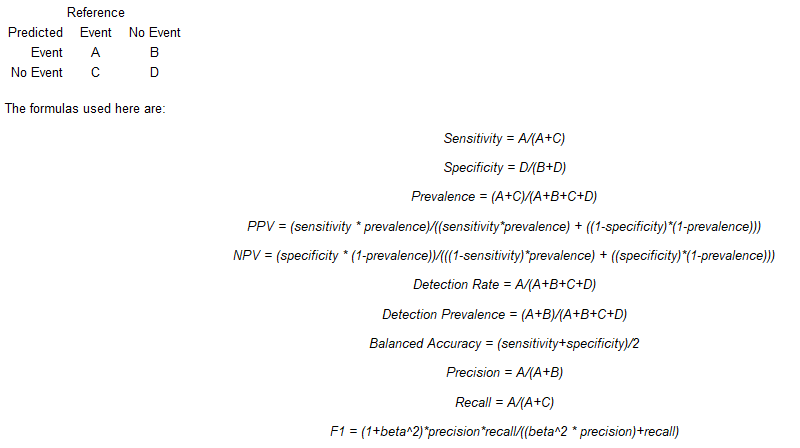 Reference
Predicted Event No Event
Event A B
No Event C D
The formulas used here are:
Sensitivity = A/(A+C)
Specificity = D/(B+D)
Prevalence = (A+C)/(A+B+C+D)
PPV = (sensitivity * prevalence)/((sensitivity*prevalence) + ((1-specificity)*(1-prevalence)))
NPV = (specificity * (1-prevalence))/(((1-sensitivity)*prevalence) + ((specificity)*(1-prevalence)))
Detection Rate = A/(A+B+C+D)
Detection Prevalence = (A+B)/(A+B+C+D)
Balanced Accuracy = (sensitivity+specificity)/2
Precision = A/(A+B)
Recall = A/(A+C)
F1 = (1+beta^2)*precision*recall/((beta^2 * precision)+recall)